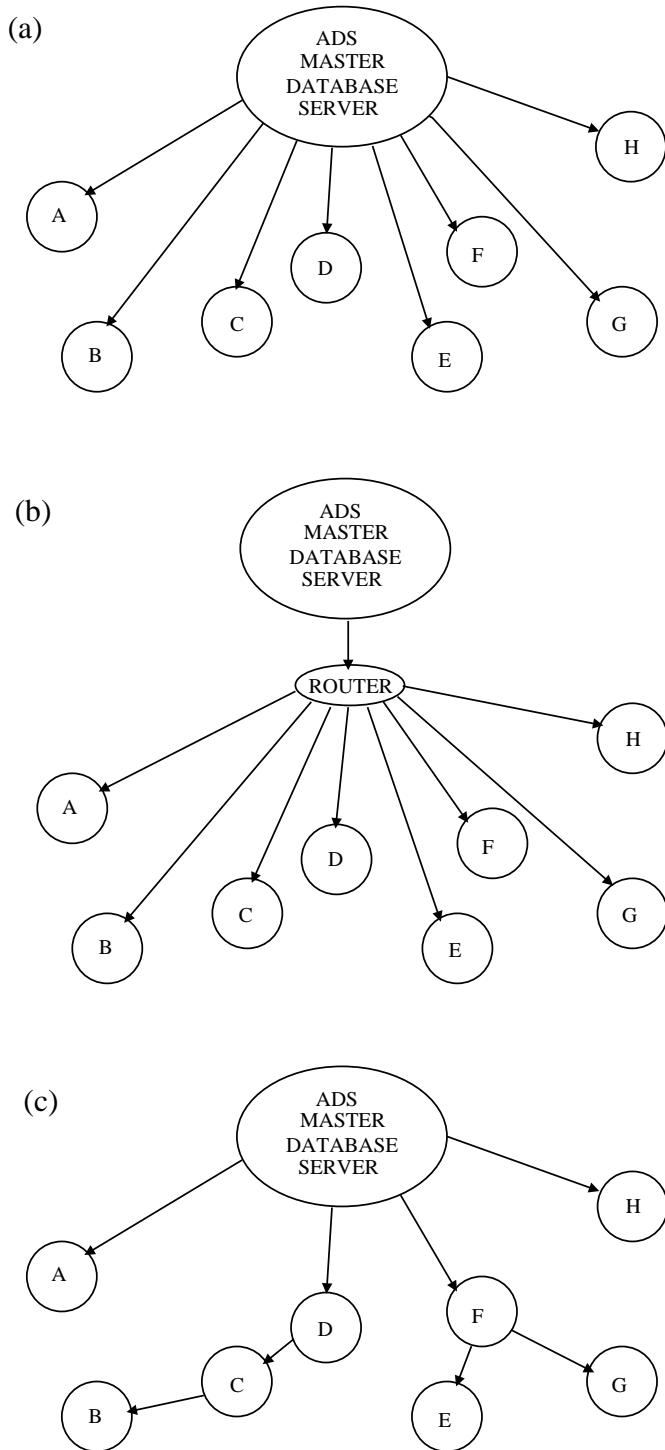 (a)
ADS
MASTER
DATABASE
SERVER
H
A
D
F
B
C
E
G
(b)
ADS
MASTER
DATABASE
SERVER
ROUTER
H
A
D
F
B
C
E
G
(c)
ADS
MASTER
DATABASE
SERVER
H
A
D
F
B
C
E
G